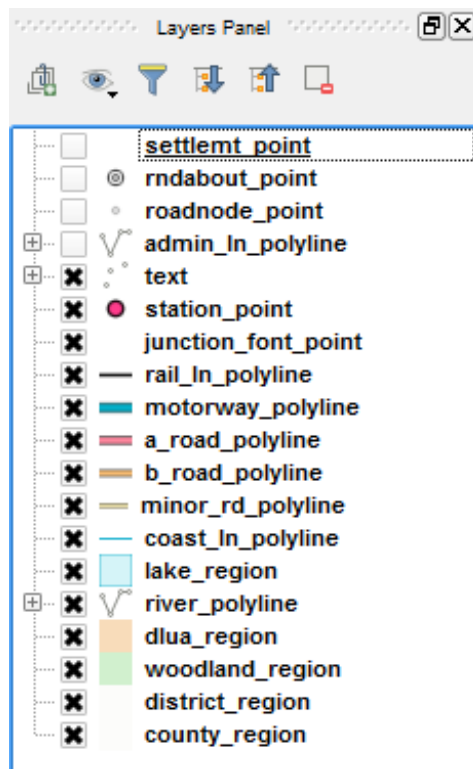 Layers Panel
settlemt_point
rndabout_point
roadnode_point
admin_ln_polyline
text
station_point
junction_font_point
rail_ln_polyline
motorway_polyline
a_road_polyline
b_road_polyline
minor_rd_polyline
coast_ln_polyline
lake_region
river_polyline
dlua_region
woodland_region
district_region
county_region